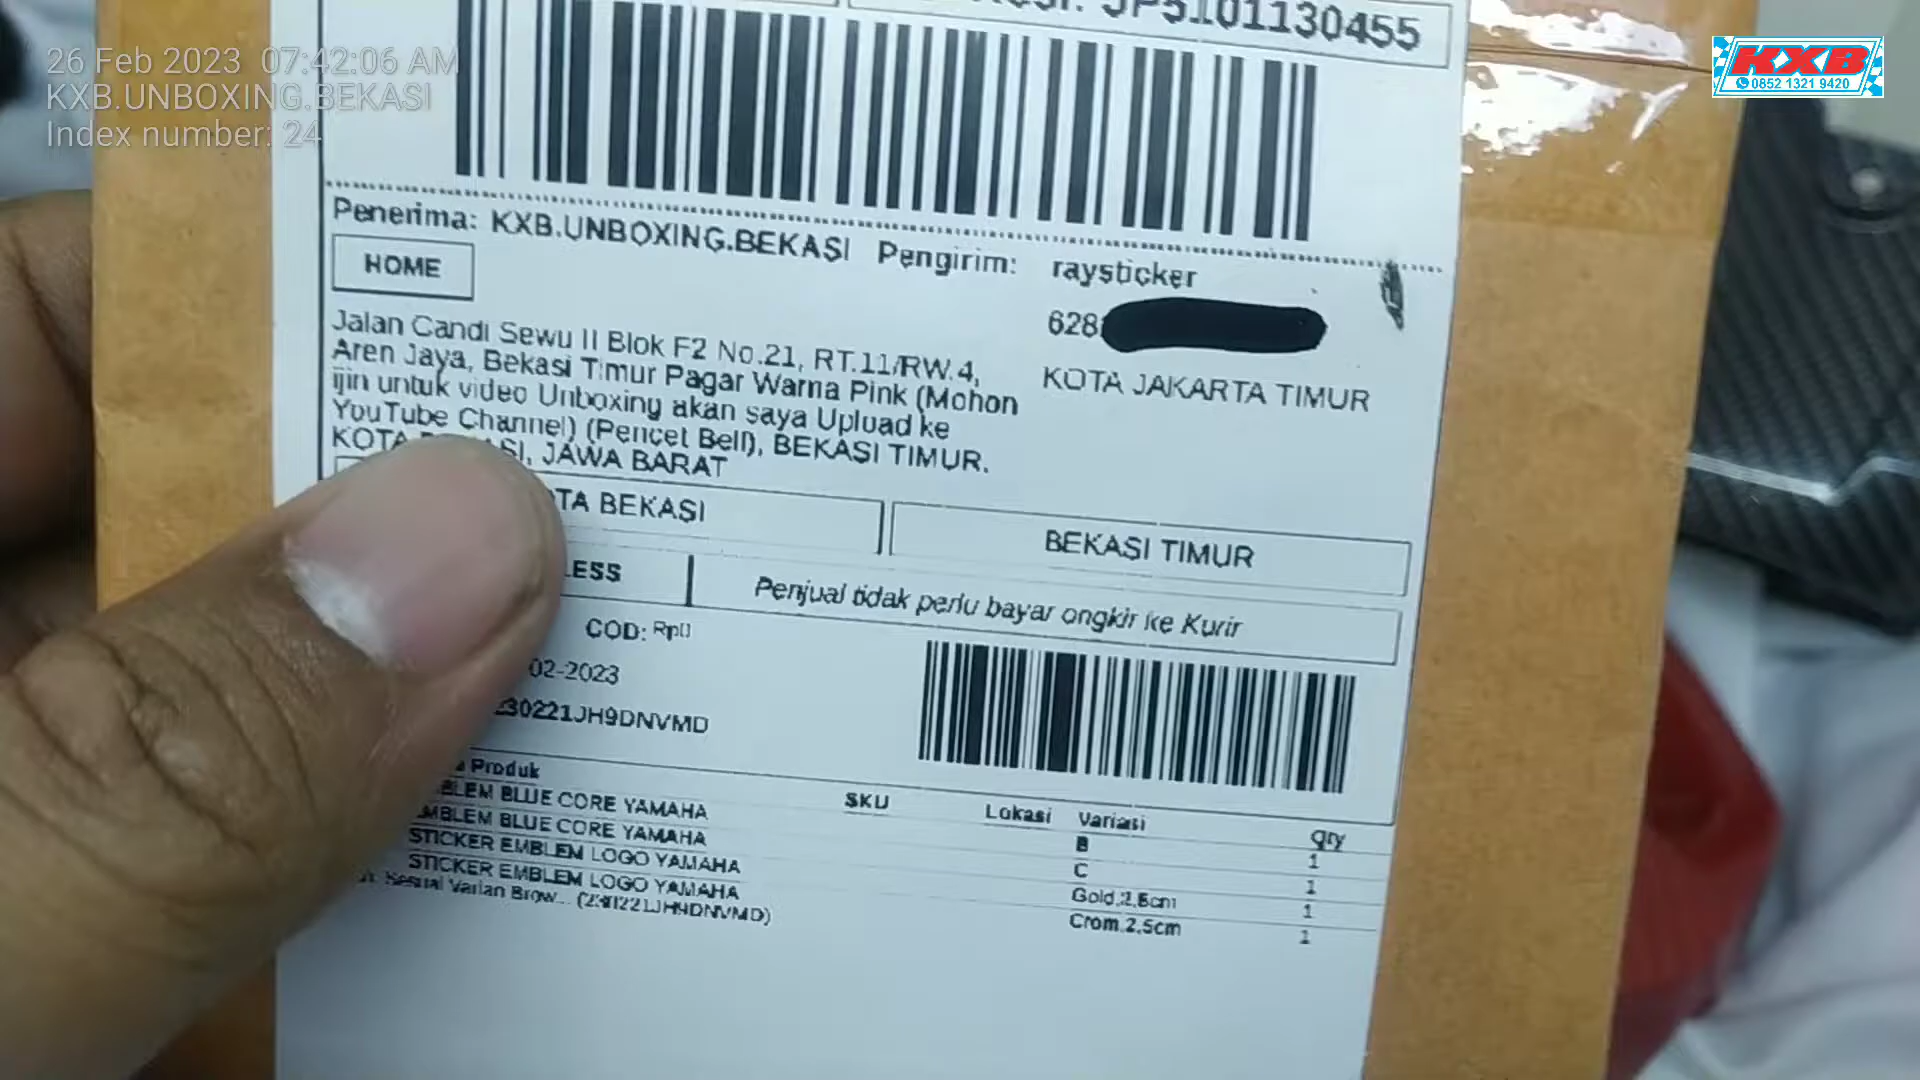 26 Feb 2023 07:42:06 AM
KXB.UNBOXING.BEKASI
Index number: 24
KXB
0852 1321 9420
JP5101130455
Penerima: KXB.UNBOXING.BEKASI
Pengirim: raysticker
HOME
628
KOTA JAKARTA TIMUR
Jalan Candi Sewu II Blok F2 No.21, RT.11/RW.4,
Aren Jaya, Bekasi Timur Pagar Warna Pink (Mohon
ijin untuk video Unboxing akan saya Upload ke
YouTube Channel) (Pencet Bell), BEKASI TIMUR.
KOTA JAWA BARAT
BEKASI
BEKASI TIMUR
LESS
Penjual tidak perlu bayar ongkir ke Kurir
COD: Rp0
02-2023
230221JH9DNVMD
Produk SKU Lokasi Variasi Qty
BLEM BLUE CORE YAMAHA B 1
EMBLEM BLUE CORE YAMAHA C 1
STICKER EMBLEM LOGO YAMAHA Gold,2,5cm 1
STICKER EMBLEM LOGO YAMAHA Crom,2,5cm 1
Sesuai Varian Brow... (230221JH9DNVMD)